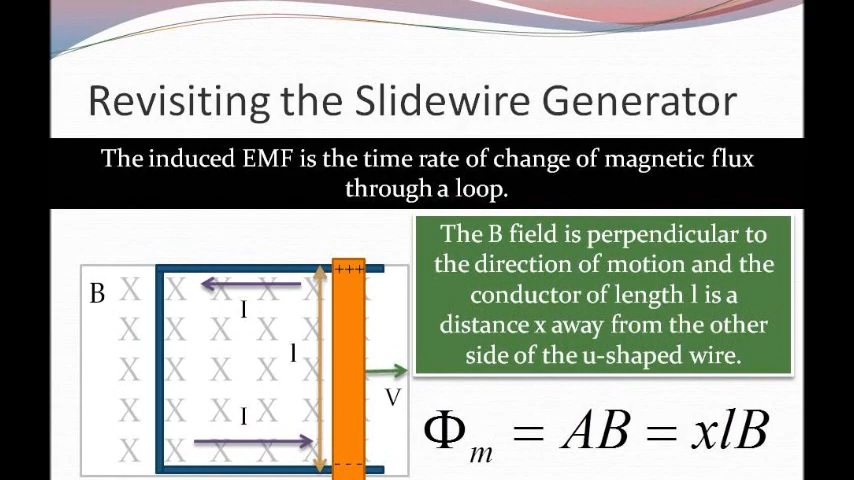 Revisiting the Slidewire Generator
The induced EMF is the time rate of change of magnetic flux
through a loop.
The B field is perpendicular to
the direction of motion and the
conductor of length l is a
distance x away from the other
side of the u-shaped wire.
+++
B X X X X X
I
X X X X X
l
X X X X X
V
I
X X X X X
X X X X X
---
Φm = AB = xlB